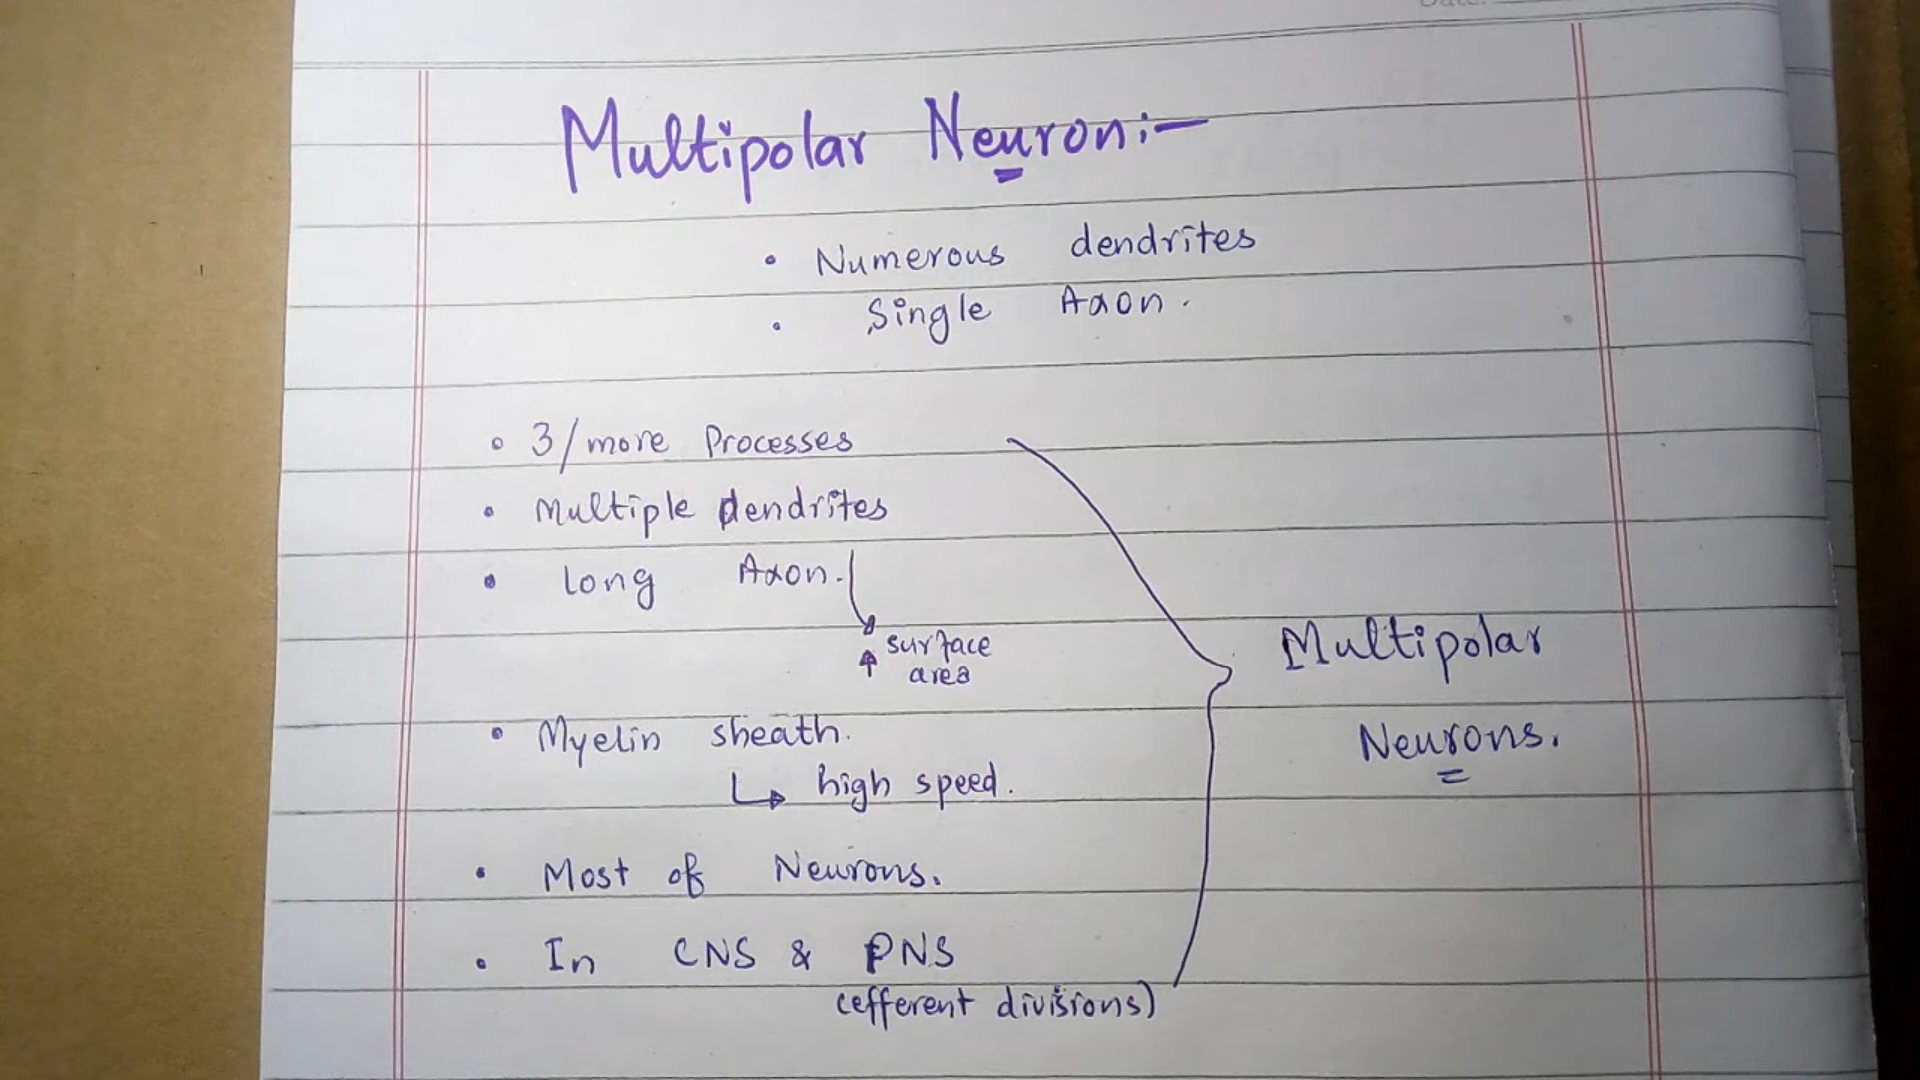 Multipolar Neuron:-
• Numerous dendrites
• Single Axon.
• 3/more Processes
• Multiple dendrites
• Long Axon.
↑ surface
area
• Myelin sheath.
↳ high speed.
• Most of Neurons.
• In CNS & PNS
(efferent divisions)
Multipolar
Neurons.